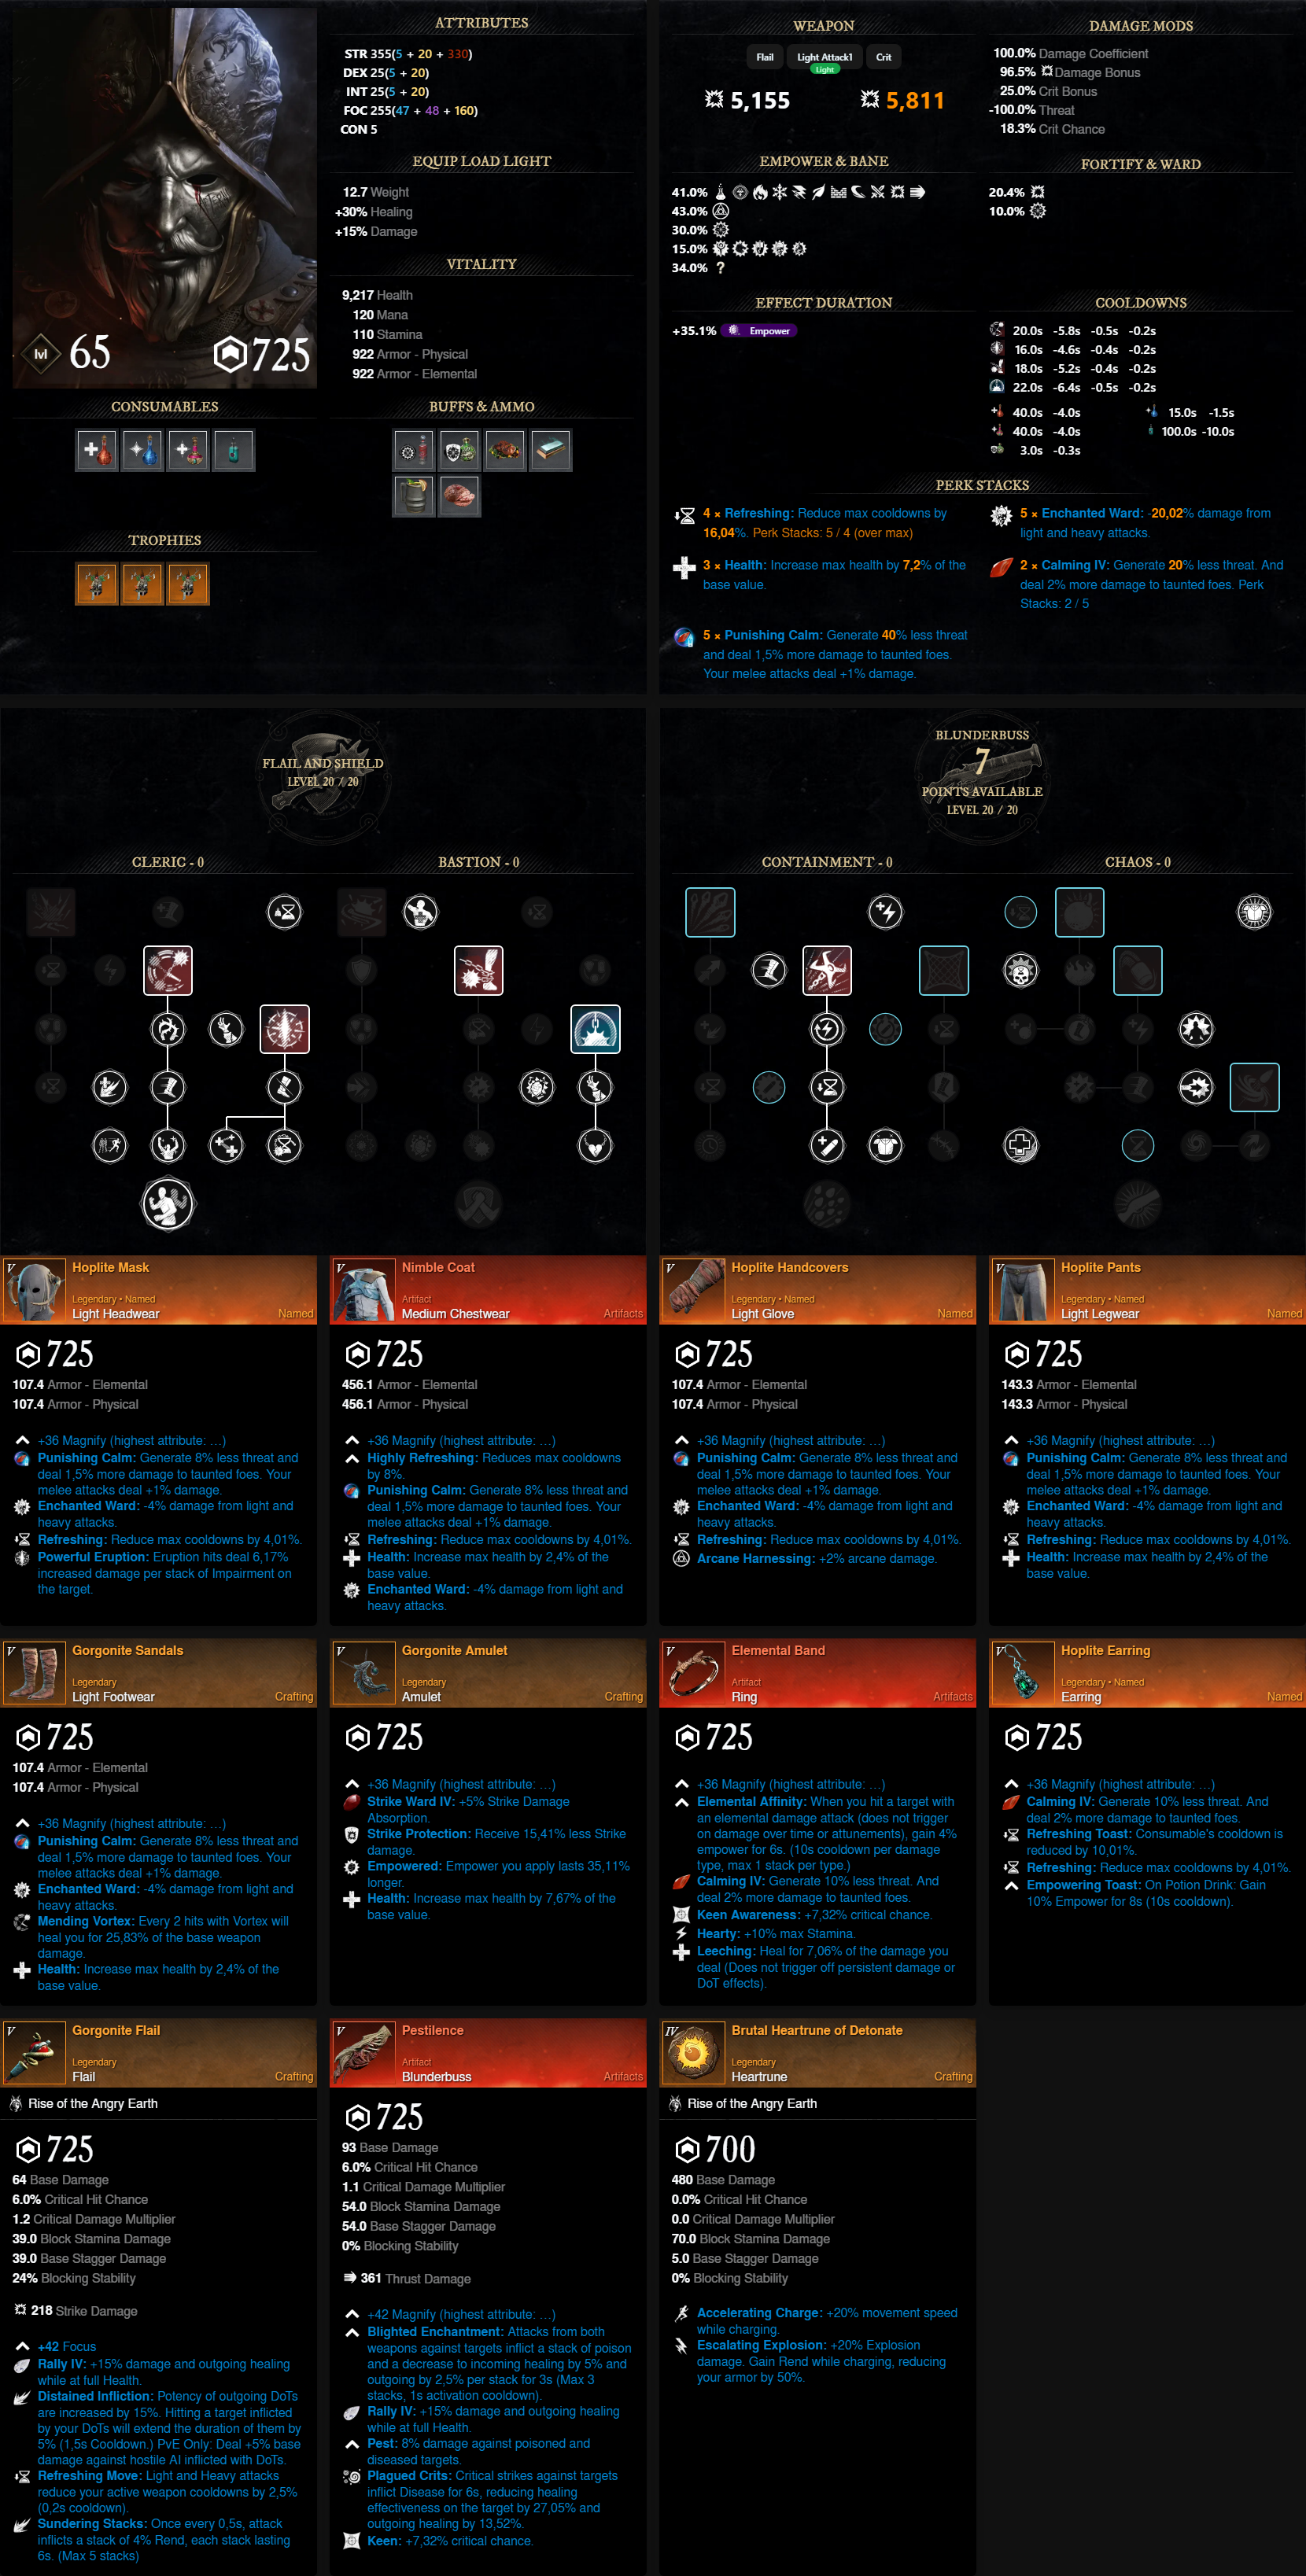 lvl 65
725
ATTRIBUTES
STR 355(5 + 20 + 330)
DEX 25(5 + 20)
INT 25(5 + 20)
FOC 255(47 + 48 + 160)
CON 5
EQUIP LOAD LIGHT
12.7 Weight
+30% Healing
+15% Damage
VITALITY
9,217 Health
120 Mana
110 Stamina
922 Armor - Physical
922 Armor - Elemental
CONSUMABLES
BUFFS & AMMO
TROPHIES
WEAPON
Flail
Light Attack1
Light
Crit
5,155
5,811
DAMAGE MODS
100.0% Damage Coefficient
96.5% Damage Bonus
25.0% Crit Bonus
-100.0% Threat
18.3% Crit Chance
EMPOWER & BANE
41.0%
43.0%
30.0%
15.0%
34.0% ?
FORTIFY & WARD
20.4%
10.0%
EFFECT DURATION
+35.1% Empower
COOLDOWNS
20.0s -5.8s -0.5s -0.2s
16.0s -4.6s -0.4s -0.2s
18.0s -5.2s -0.4s -0.2s
22.0s -6.4s -0.5s -0.2s
40.0s -4.0s 15.0s -1.5s
40.0s -4.0s 100.0s -10.0s
3.0s -0.3s
PERK STACKS
4 × Refreshing: Reduce max cooldowns by
16,04%. Perk Stacks: 5 / 4 (over max)
5 × Enchanted Ward: -20,02% damage from
light and heavy attacks.
3 × Health: Increase max health by 7,2% of the
base value.
2 × Calming IV: Generate 20% less threat. And
deal 2% more damage to taunted foes. Perk
Stacks: 2 / 5
5 × Punishing Calm: Generate 40% less threat
and deal 1,5% more damage to taunted foes.
Your melee attacks deal +1% damage.
FLAIL AND SHIELD
LEVEL 20 / 20
CLERIC - 0
BASTION - 0
BLUNDERBUSS
7
POINTS AVAILABLE
LEVEL 20 / 20
CONTAINMENT - 0
CHAOS - 0
V
Hoplite Mask
Legendary • Named
Light Headwear
Named
725
107.4 Armor - Elemental
107.4 Armor - Physical
+36 Magnify (highest attribute: …)
Punishing Calm: Generate 8% less threat and
deal 1,5% more damage to taunted foes. Your
melee attacks deal +1% damage.
Enchanted Ward: -4% damage from light and
heavy attacks.
Refreshing: Reduce max cooldowns by 4,01%.
Powerful Eruption: Eruption hits deal 6,17%
increased damage per stack of Impairment on
the target.
V
Nimble Coat
Artifact
Medium Chestwear
Artifacts
725
456.1 Armor - Elemental
456.1 Armor - Physical
+36 Magnify (highest attribute: …)
Highly Refreshing: Reduces max cooldowns
by 8%.
Punishing Calm: Generate 8% less threat and
deal 1,5% more damage to taunted foes. Your
melee attacks deal +1% damage.
Refreshing: Reduce max cooldowns by 4,01%.
Health: Increase max health by 2,4% of the
base value.
Enchanted Ward: -4% damage from light and
heavy attacks.
V
Hoplite Handcovers
Legendary • Named
Light Glove
Named
725
107.4 Armor - Elemental
107.4 Armor - Physical
+36 Magnify (highest attribute: …)
Punishing Calm: Generate 8% less threat and
deal 1,5% more damage to taunted foes. Your
melee attacks deal +1% damage.
Enchanted Ward: -4% damage from light and
heavy attacks.
Refreshing: Reduce max cooldowns by 4,01%.
Arcane Harnessing: +2% arcane damage.
V
Hoplite Pants
Legendary • Named
Light Legwear
Named
725
143.3 Armor - Elemental
143.3 Armor - Physical
+36 Magnify (highest attribute: …)
Punishing Calm: Generate 8% less threat and
deal 1,5% more damage to taunted foes. Your
melee attacks deal +1% damage.
Enchanted Ward: -4% damage from light and
heavy attacks.
Refreshing: Reduce max cooldowns by 4,01%.
Health: Increase max health by 2,4% of the
base value.
V
Gorgonite Sandals
Legendary
Light Footwear
Crafting
725
107.4 Armor - Elemental
107.4 Armor - Physical
+36 Magnify (highest attribute: …)
Punishing Calm: Generate 8% less threat and
deal 1,5% more damage to taunted foes. Your
melee attacks deal +1% damage.
Enchanted Ward: -4% damage from light and
heavy attacks.
Mending Vortex: Every 2 hits with Vortex will
heal you for 25,83% of the base weapon
damage.
Health: Increase max health by 2,4% of the
base value.
V
Gorgonite Amulet
Legendary
Amulet
Crafting
725
+36 Magnify (highest attribute: …)
Strike Ward IV: +5% Strike Damage
Absorption.
Strike Protection: Receive 15,41% less Strike
damage.
Empowered: Empower you apply lasts 35,11%
longer.
Health: Increase max health by 7,67% of the
base value.
V
Elemental Band
Artifact
Ring
Artifacts
725
+36 Magnify (highest attribute: …)
Elemental Affinity: When you hit a target with
an elemental damage attack (does not trigger
on damage over time or attunements), gain 4%
empower for 6s. (10s cooldown per damage
type, max 1 stack per type.)
Calming IV: Generate 10% less threat. And
deal 2% more damage to taunted foes.
Keen Awareness: +7,32% critical chance.
Hearty: +10% max Stamina.
Leeching: Heal for 7,06% of the damage you
deal (Does not trigger off persistent damage or
DoT effects).
V
Hoplite Earring
Legendary • Named
Earring
Named
725
+36 Magnify (highest attribute: …)
Calming IV: Generate 10% less threat. And
deal 2% more damage to taunted foes.
Refreshing Toast: Consumable's cooldown is
reduced by 10,01%.
Refreshing: Reduce max cooldowns by 4,01%.
Empowering Toast: On Potion Drink: Gain
10% Empower for 8s (10s cooldown).
V
Gorgonite Flail
Legendary
Flail
Crafting
Rise of the Angry Earth
725
64 Base Damage
6.0% Critical Hit Chance
1.2 Critical Damage Multiplier
39.0 Block Stamina Damage
39.0 Base Stagger Damage
24% Blocking Stability
218 Strike Damage
+42 Focus
Rally IV: +15% damage and outgoing healing
while at full Health.
Distained Infliction: Potency of outgoing DoTs
are increased by 15%. Hitting a target inflicted
by your DoTs will extend the duration of them by
5% (1,5s Cooldown.) PvE Only: Deal +5% base
damage against hostile AI inflicted with DoTs.
Refreshing Move: Light and Heavy attacks
reduce your active weapon cooldowns by 2,5%
(0,2s cooldown).
Sundering Stacks: Once every 0,5s, attack
inflicts a stack of 4% Rend, each stack lasting
6s. (Max 5 stacks)
V
Pestilence
Artifact
Blunderbuss
Artifacts
725
93 Base Damage
6.0% Critical Hit Chance
1.1 Critical Damage Multiplier
54.0 Block Stamina Damage
54.0 Base Stagger Damage
0% Blocking Stability
361 Thrust Damage
+42 Magnify (highest attribute: …)
Blighted Enchantment: Attacks from both
weapons against targets inflict a stack of poison
and a decrease to incoming healing by 5% and
outgoing by 2,5% per stack for 3s (Max 3
stacks, 1s activation cooldown).
Rally IV: +15% damage and outgoing healing
while at full Health.
Pest: 8% damage against poisoned and
diseased targets.
Plagued Crits: Critical strikes against targets
inflict Disease for 6s, reducing healing
effectiveness on the target by 27,05% and
outgoing healing by 13,52%.
Keen: +7,32% critical chance.
IV
Brutal Heartrune of Detonate
Legendary
Heartrune
Crafting
Rise of the Angry Earth
700
480 Base Damage
0.0% Critical Hit Chance
0.0 Critical Damage Multiplier
70.0 Block Stamina Damage
5.0 Base Stagger Damage
0% Blocking Stability
Accelerating Charge: +20% movement speed
while charging.
Escalating Explosion: +20% Explosion
damage. Gain Rend while charging, reducing
your armor by 50%.